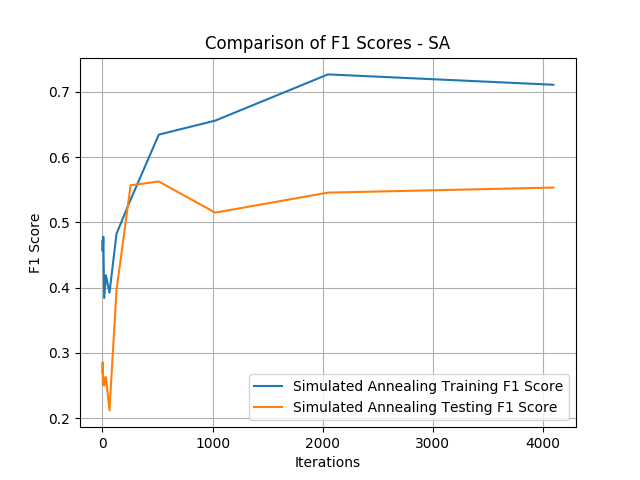 Comparison of F1 Scores - SA
0.7
0.6
0.5
0.4
0.3
0.2
F1 Score
Simulated Annealing Training F1 Score
Simulated Annealing Testing F1 Score
0 1000 2000 3000 4000
Iterations